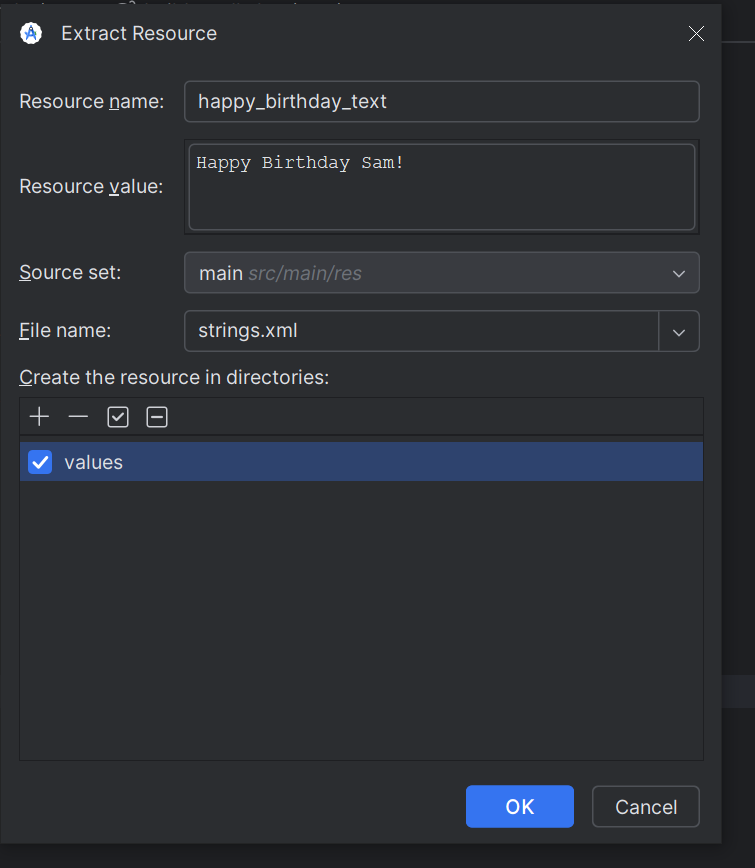 Extract Resource
Resource name: happy_birthday_text
Resource value: Happy Birthday Sam!
Source set: main src/main/res
File name: strings.xml
Create the resource in directories:
values
OK Cancel